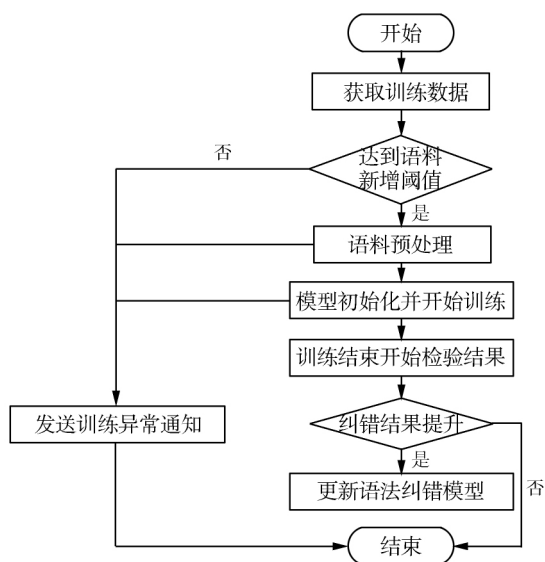 开始
获取训练数据
否
达到语料
新增阈值
是
语料预处理
模型初始化并开始训练
训练结束开始检验结果
发送训练异常通知
纠错结果提升
是
更新语法纠错模型
否
结束